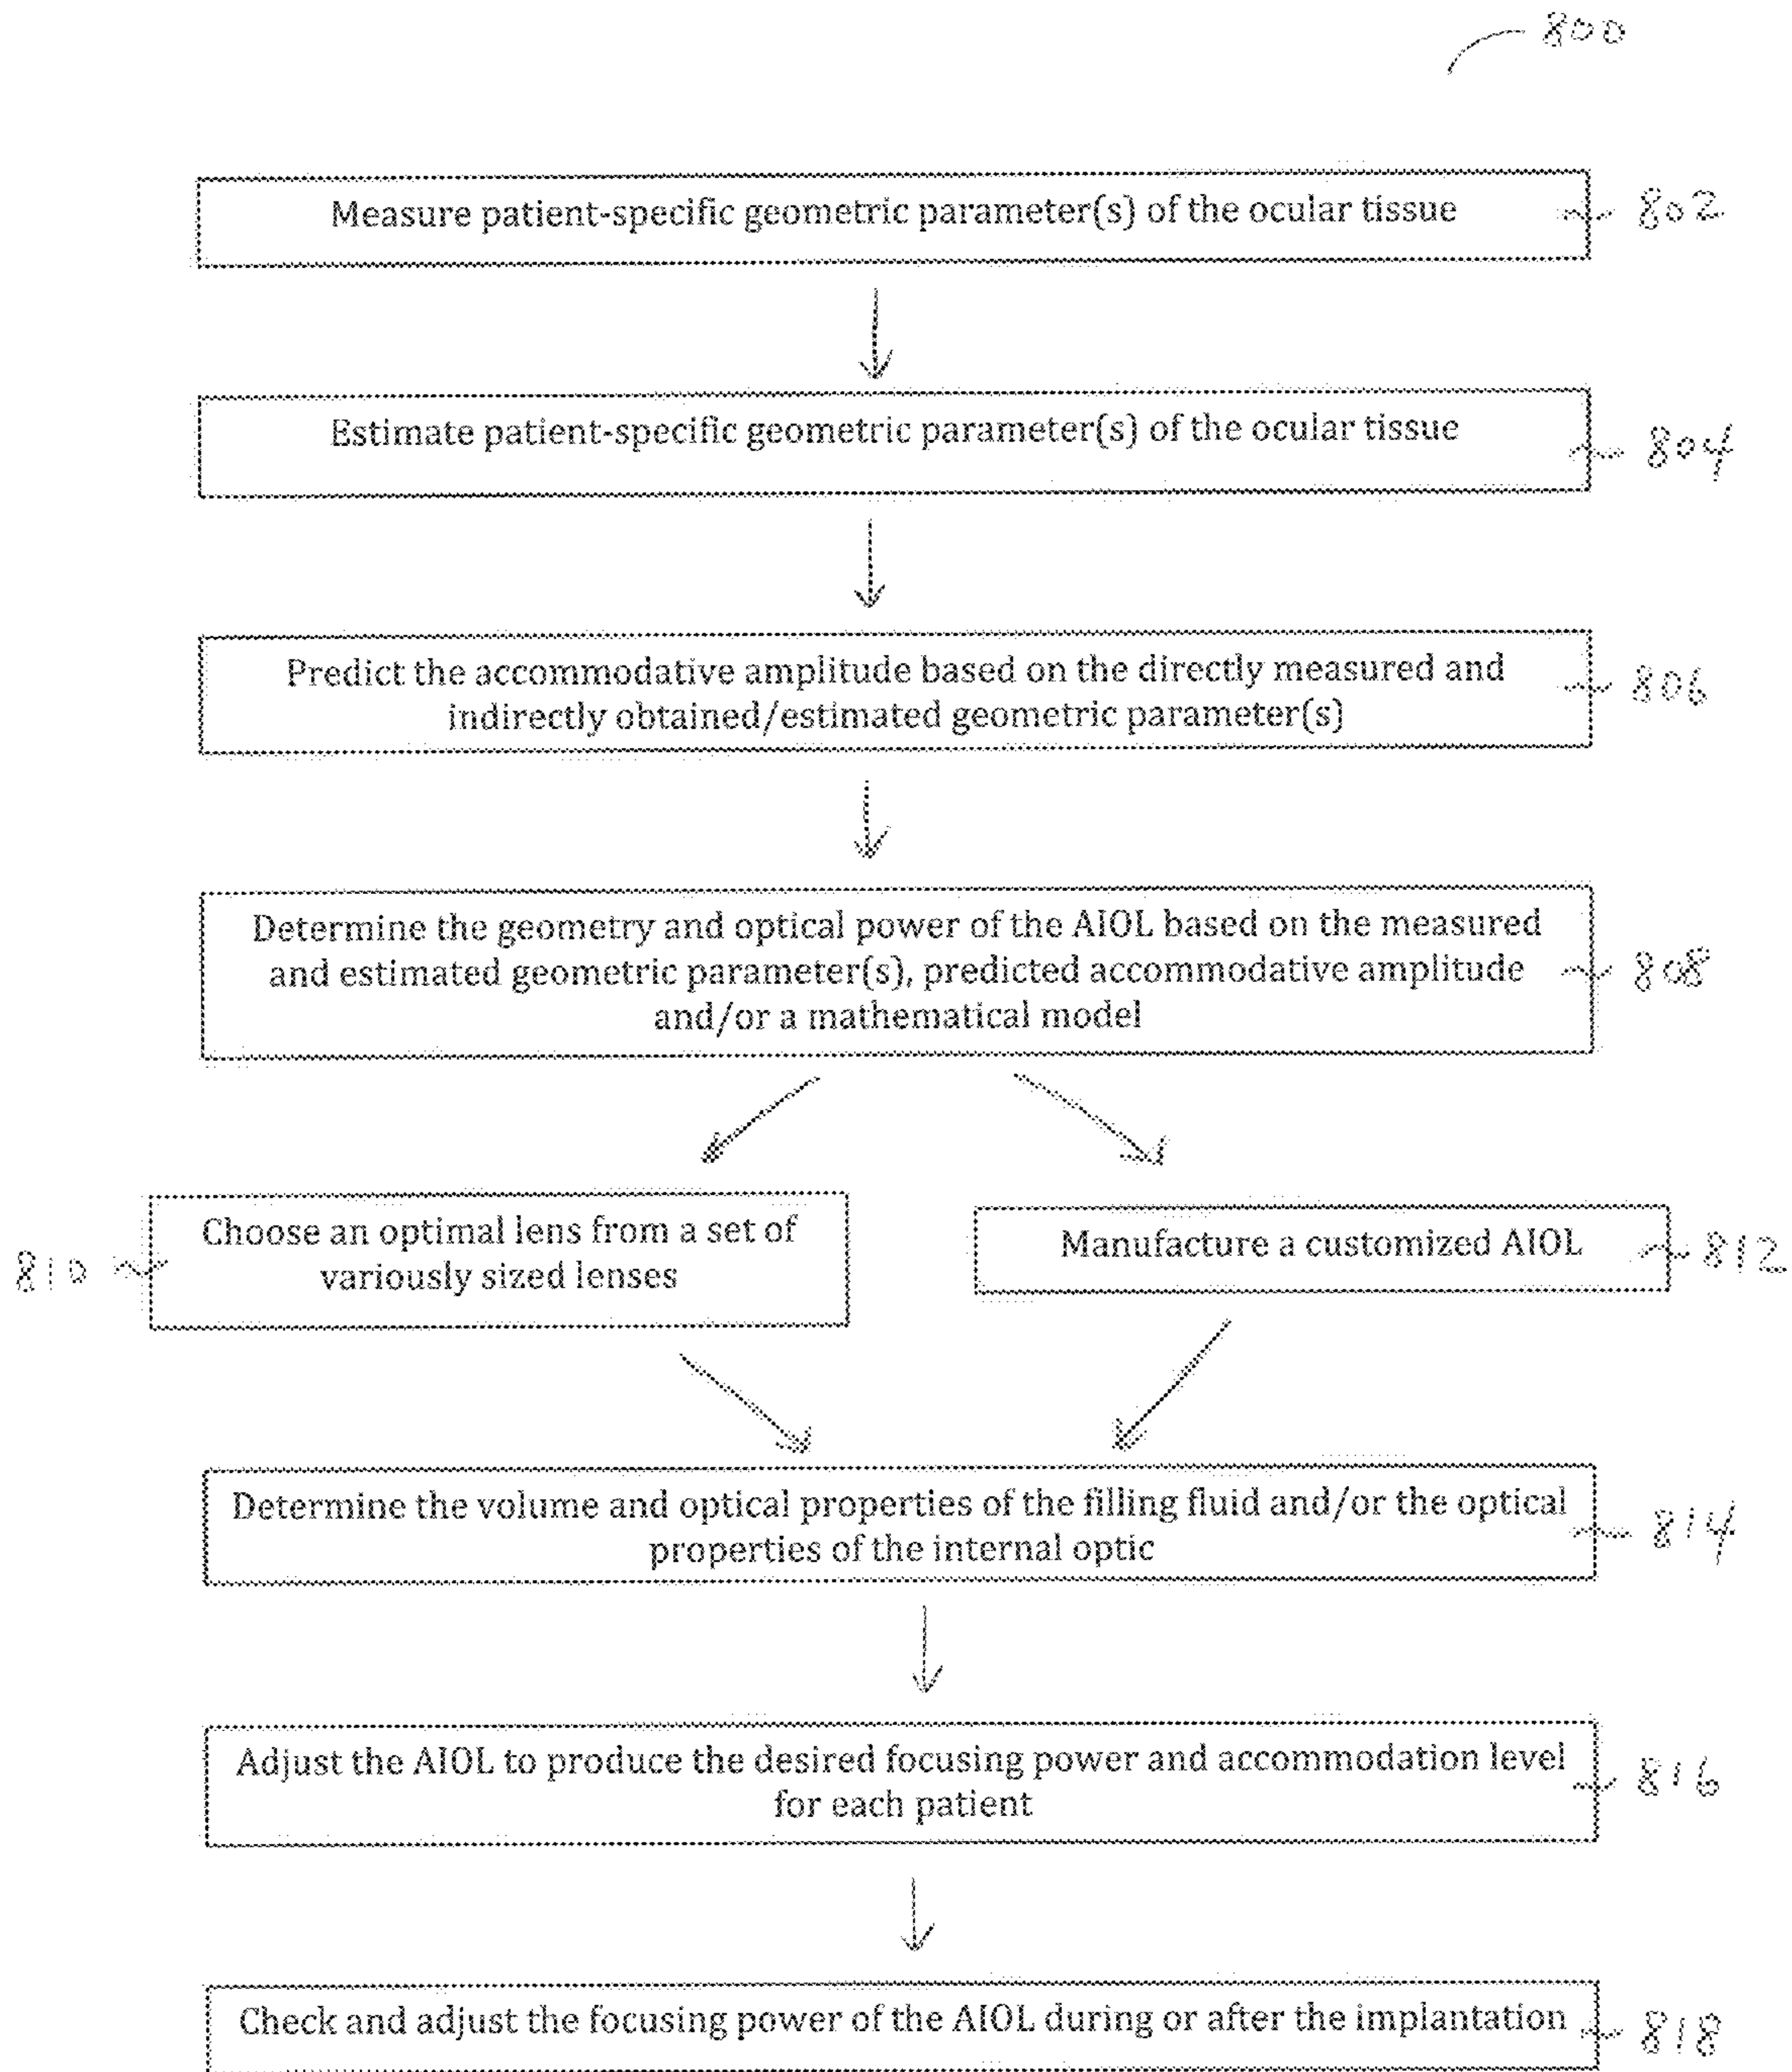 800
Measure patient-specific geometric parameter(s) of the ocular tissue
802
Estimate patient-specific geometric parameter(s) of the ocular tissue
804
Predict the accommodative amplitude based on the directly measured and
indirectly obtained/estimated geometric parameter(s)
806
Determine the geometry and optical power of the AIOL based on the measured
and estimated geometric parameter(s), predicted accommodative amplitude
and/or a mathematical model
808
810
Choose an optimal lens from a set of
variously sized lenses
Manufacture a customized AIOL
812
Determine the volume and optical properties of the filling fluid and/or the optical
properties of the internal optic
814
Adjust the AIOL to produce the desired focusing power and accommodation level
for each patient
816
Check and adjust the focusing power of the AIOL during or after the implantation
818